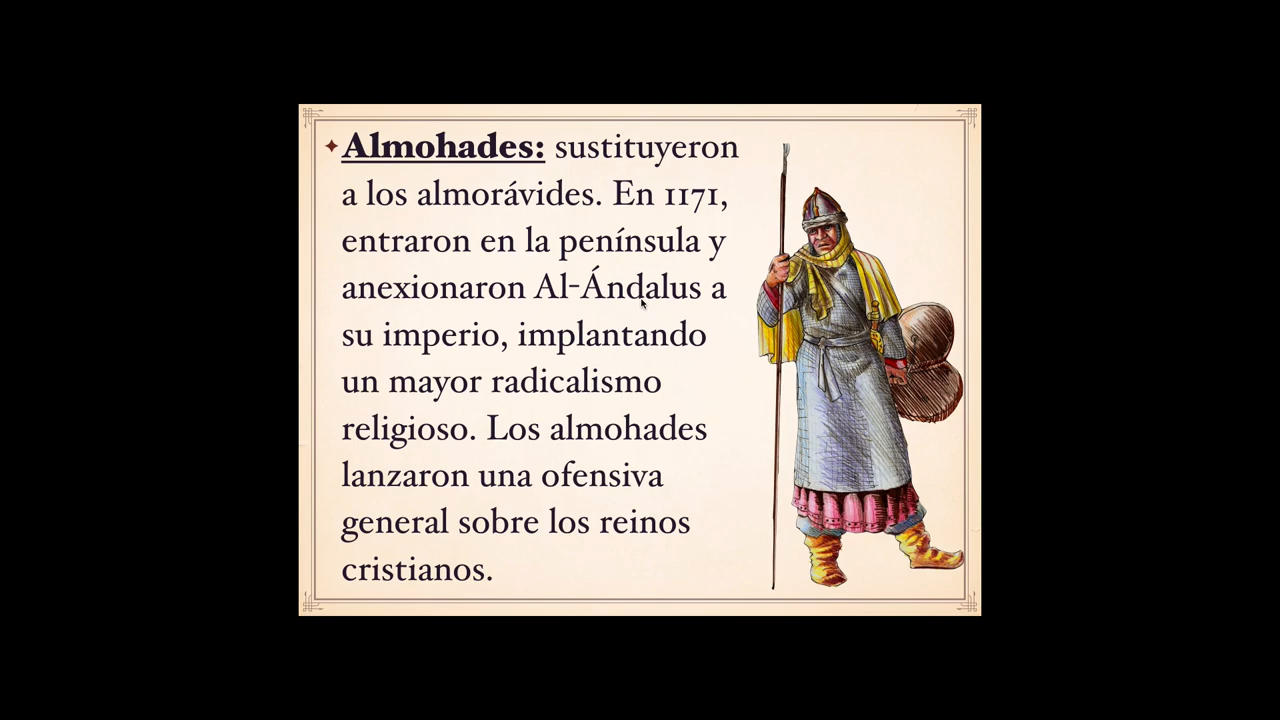 Almohades: sustituyeron
a los almorávides. En 1171,
entraron en la península y
anexionaron Al-Ándalus a
su imperio, implantando
un mayor radicalismo
religioso. Los almohades
lanzaron una ofensiva
general sobre los reinos
cristianos.